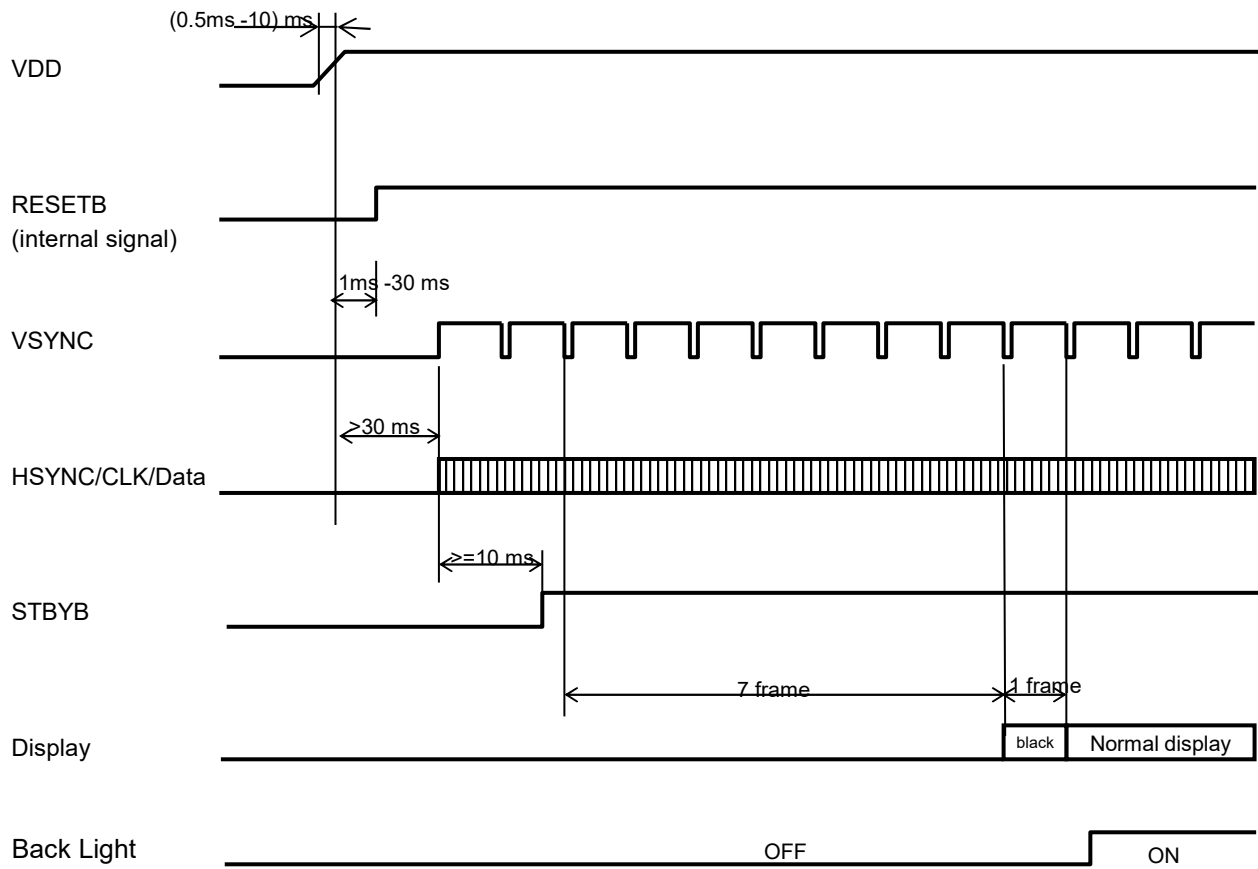 (0.5ms -10) ms
VDD
RESETB
(internal signal)
1ms -30 ms
VSYNC
>30 ms
HSYNC/CLK/Data
>=10 ms
STBYB
7 frame
1 frame
Display
black
Normal display
Back Light
OFF
ON